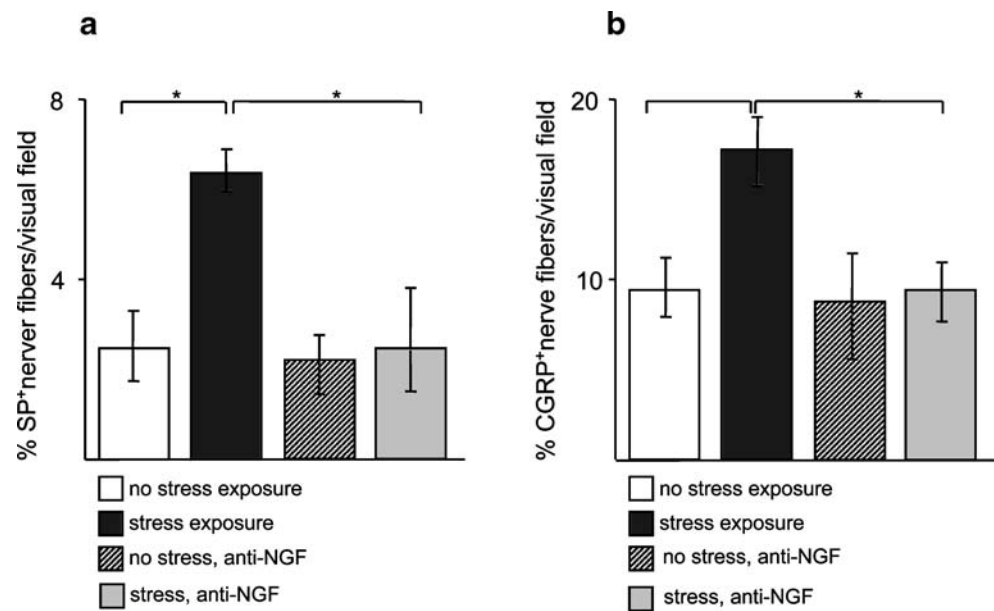 a
8
4
% SP⁺nerver fibers/visual field
*
*
no stress exposure
stress exposure
no stress, anti-NGF
stress, anti-NGF
b
20
10
% CGRP⁺nerve fibers/visual field
*
no stress exposure
stress exposure
no stress, anti-NGF
stress, anti-NGF